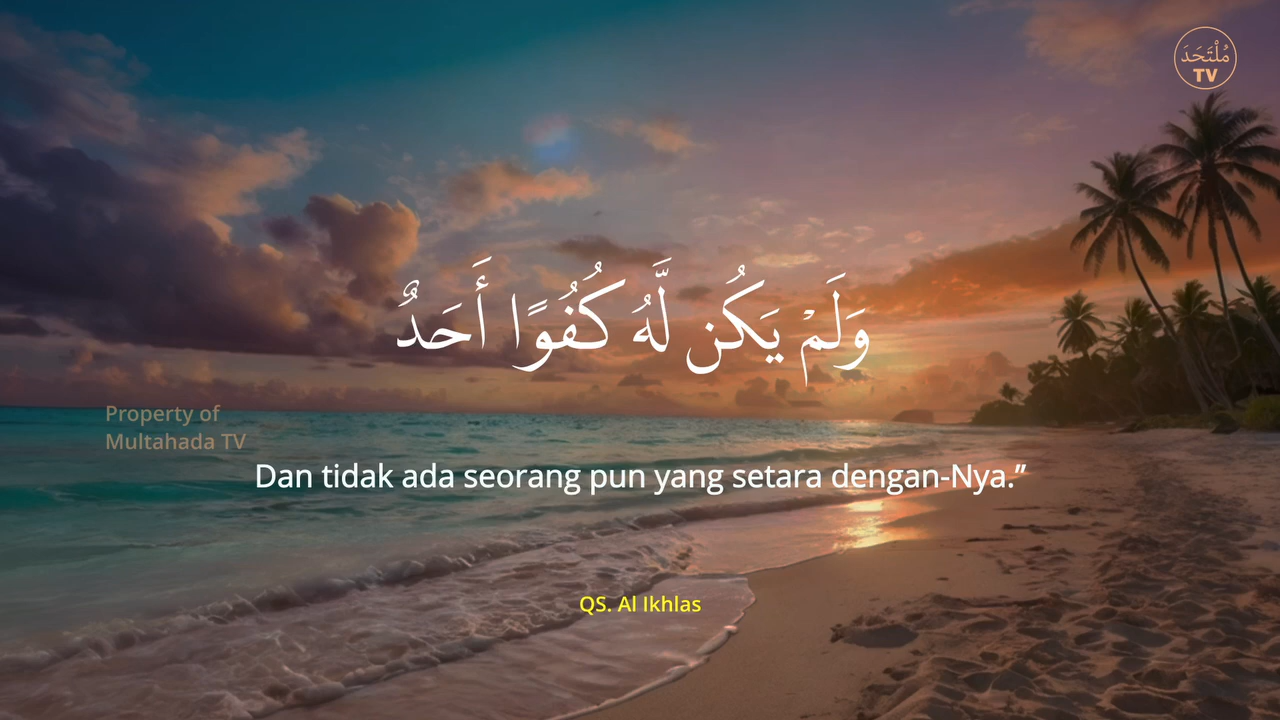 مُلْتَحَدَ
TV
وَلَمْ يَكُن لَّهُ كُفُوًا أَحَدٌ
Property of
Multahada TV
Dan tidak ada seorang pun yang setara dengan-Nya.”
QS. Al Ikhlas